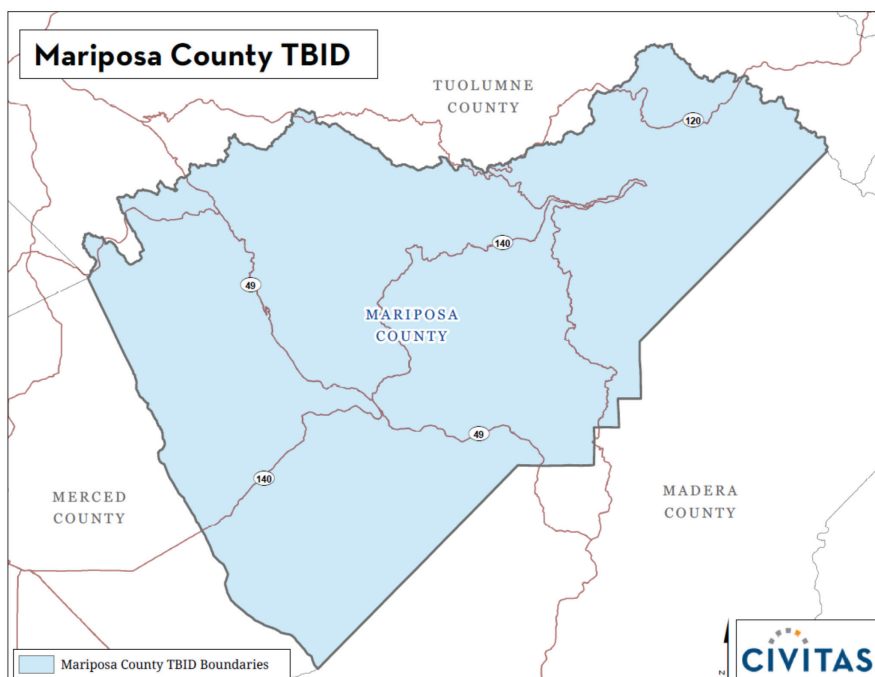 Mariposa County TBID
TUOLUMNE
COUNTY
120
140
49
MARIPOSA
COUNTY
49
140
MERCED
COUNTY
MADERA
COUNTY
Mariposa County TBID Boundaries
N
CIVITAS